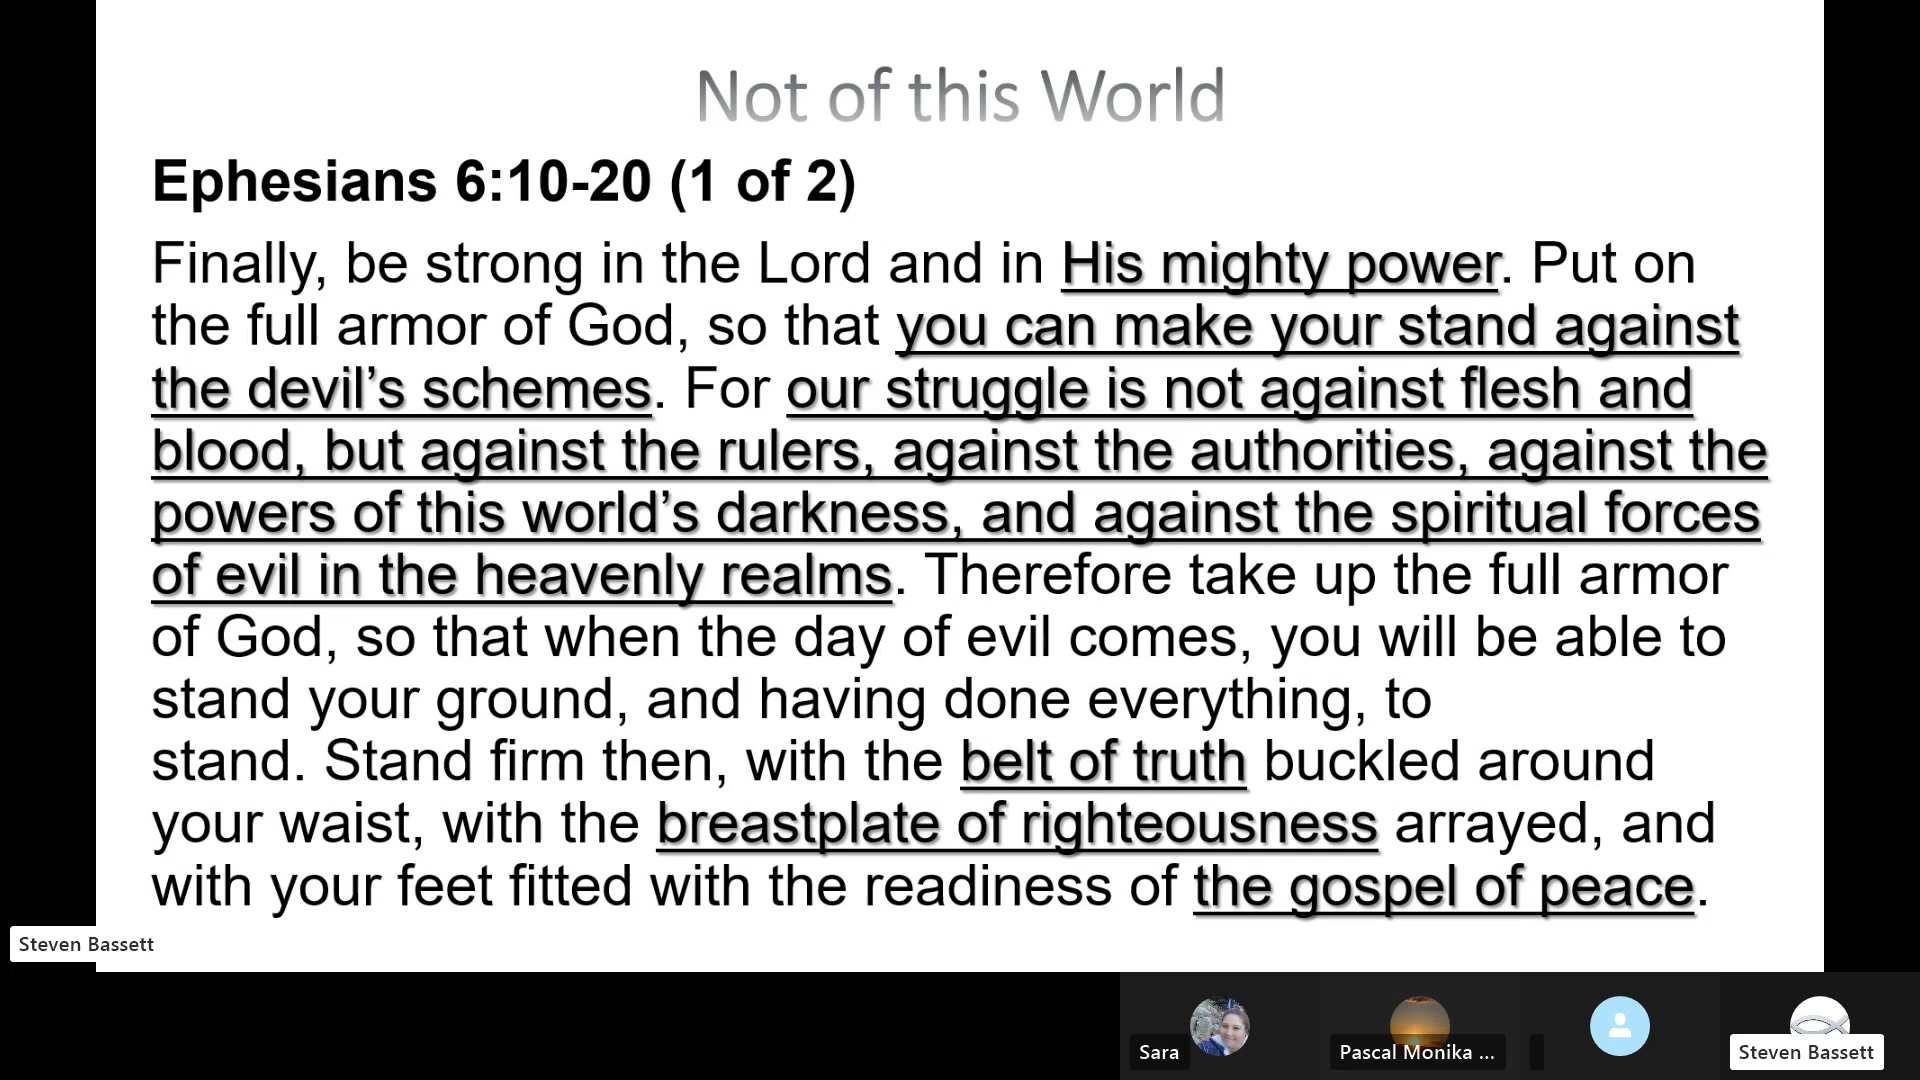 Not of this World
Ephesians 6:10-20 (1 of 2)
Finally, be strong in the Lord and in His mighty power. Put on
the full armor of God, so that you can make your stand against
the devil’s schemes. For our struggle is not against flesh and
blood, but against the rulers, against the authorities, against the
powers of this world’s darkness, and against the spiritual forces
of evil in the heavenly realms. Therefore take up the full armor
of God, so that when the day of evil comes, you will be able to
stand your ground, and having done everything, to
stand. Stand firm then, with the belt of truth buckled around
your waist, with the breastplate of righteousness arrayed, and
with your feet fitted with the readiness of the gospel of peace.
Steven Bassett
Sara
Pascal Monika ...
Steven Bassett